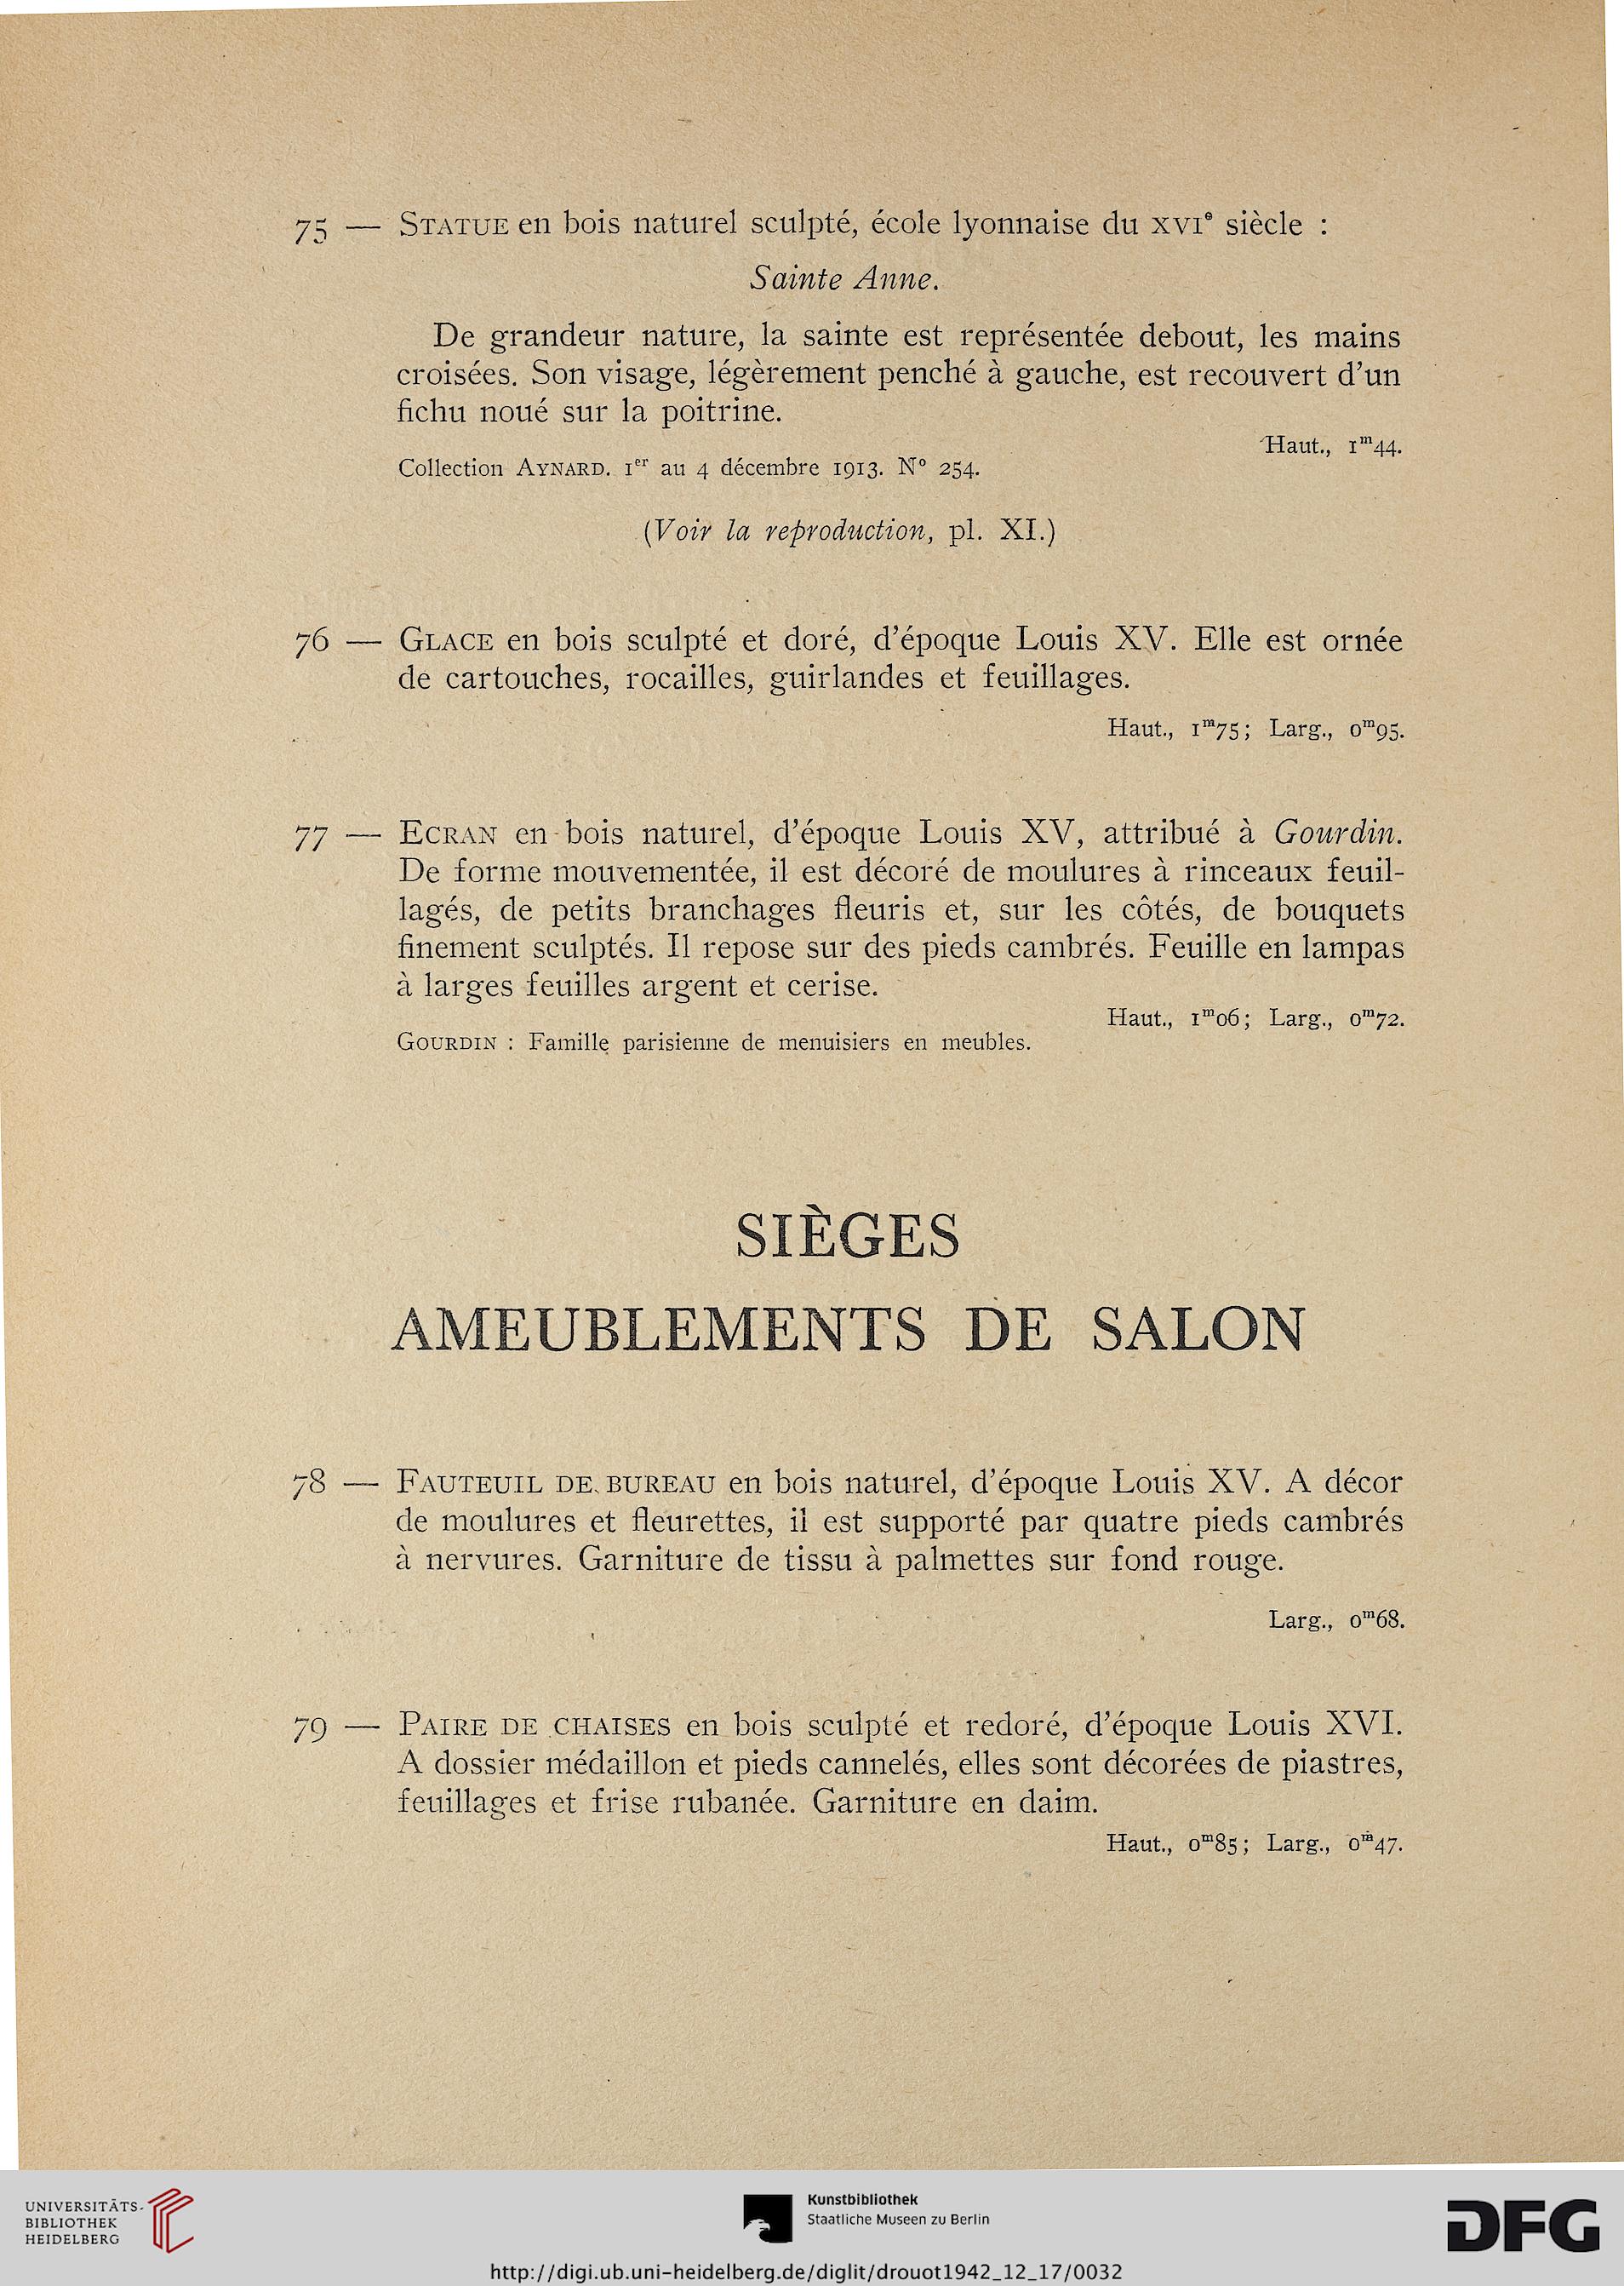 75 — STATUE en bois naturel sculpté, école lyonnaise du XVIe siècle :
Sainte Anne.
De grandeur nature, la sainte est représentée debout, les mains
croisées. Son visage, légèrement penché à gauche, est recouvert d'un
fichu noué sur la poitrine.
Haut., 1m44.
Collection AYNARD. 1er au 4 décembre 1913. N° 254.
(Voir la reproduction, pl. XI.)
76 — GLACE en bois sculpté et doré, d'époque Louis XV. Elle est ornée
de cartouches, rocailles, guirlandes et feuillages.
Haut., 1m75; Larg., 0m95.
77 — ECRAN en bois naturel, d'époque Louis XV, attribué à Gourdin.
De forme mouvementée, il est décoré de moulures à rinceaux feuil-
lagés, de petits branchages fleuris et, sur les côtés, de bouquets
finement sculptés. Il repose sur des pieds cambrés. Feuille en lampas
à larges feuilles argent et cerise.
Haut., 1m06; Larg., 0m72.
GOURDIN : Famille parisienne de menuisiers en meubles.
SIÈGES
AMEUBLEMENTS DE SALON
78 — FAUTEUIL DE BUREAU en bois naturel, d'époque Louis XV. A décor
de moulures et fleurettes, il est supporté par quatre pieds cambrés
à nervures. Garniture de tissu à palmettes sur fond rouge.
Larg., 0m68.
79 — PAIRE DE CHAISES en bois sculpté et redoré, d'époque Louis XVI.
A dossier médaillon et pieds cannelés, elles sont décorées de piastres,
feuillages et frise rubanée. Garniture en daim.
Haut., 0m85; Larg., 0m47.
UNIVERSITÄTS-
BIBLIOTHEK
HEIDELBERG
Kunstbibliothek
Staatliche Museen zu Berlin
DFG
http://digi.ub.uni-heidelberg.de/diglit/drouot1942_12_17/0032